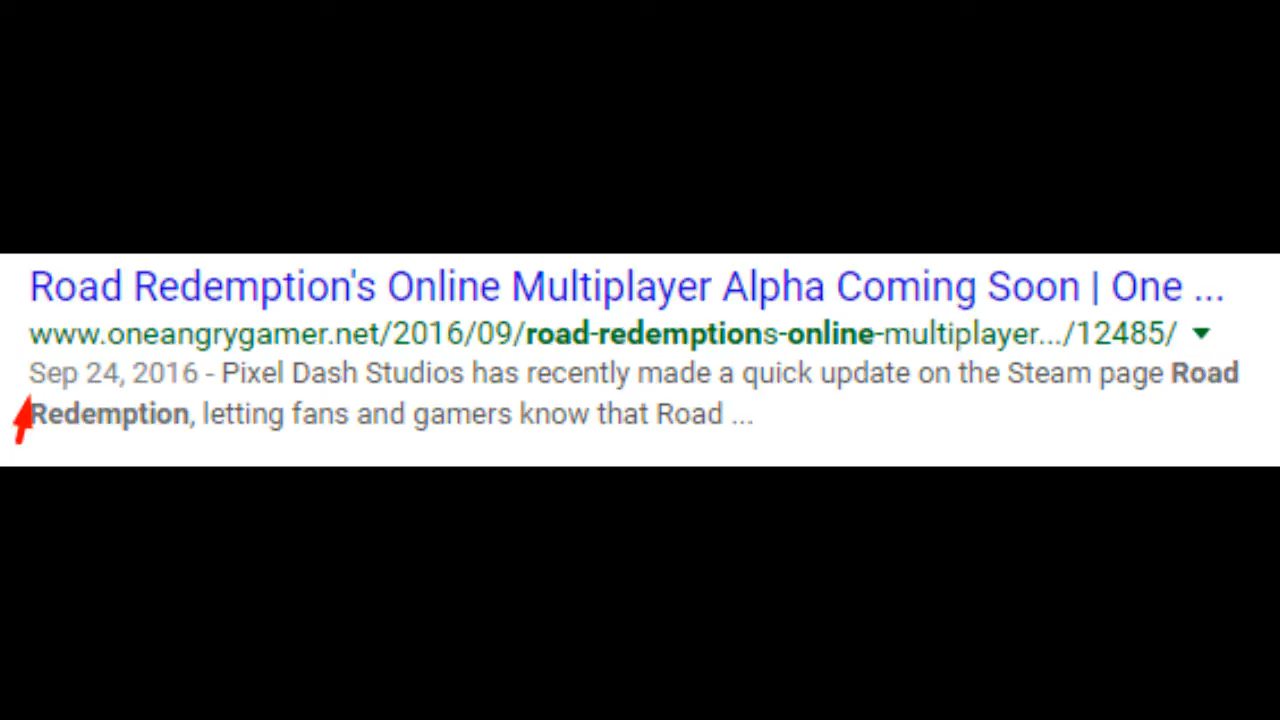 Road Redemption's Online Multiplayer Alpha Coming Soon | One ...
www.oneangrygamer.net/2016/09/road-redemptions-online-multiplayer.../12485/
Sep 24, 2016 - Pixel Dash Studios has recently made a quick update on the Steam page Road
Redemption, letting fans and gamers know that Road ...